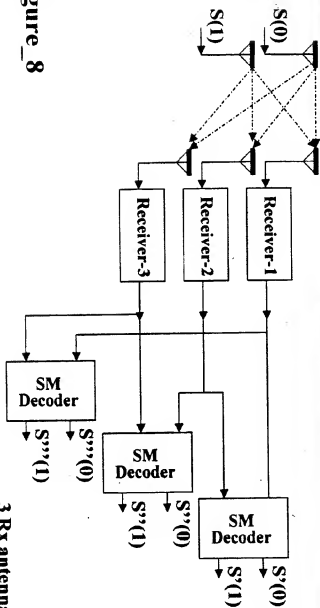 S(0)
S(1)
Receiver-1
Receiver-2
Receiver-3
SM
Decoder
S'(0)
S'(1)
SM
Decoder
S''(0)
S''(1)
SM
Decoder
S'''(0)
S'''(1)
gure_8
3 Rx antenna